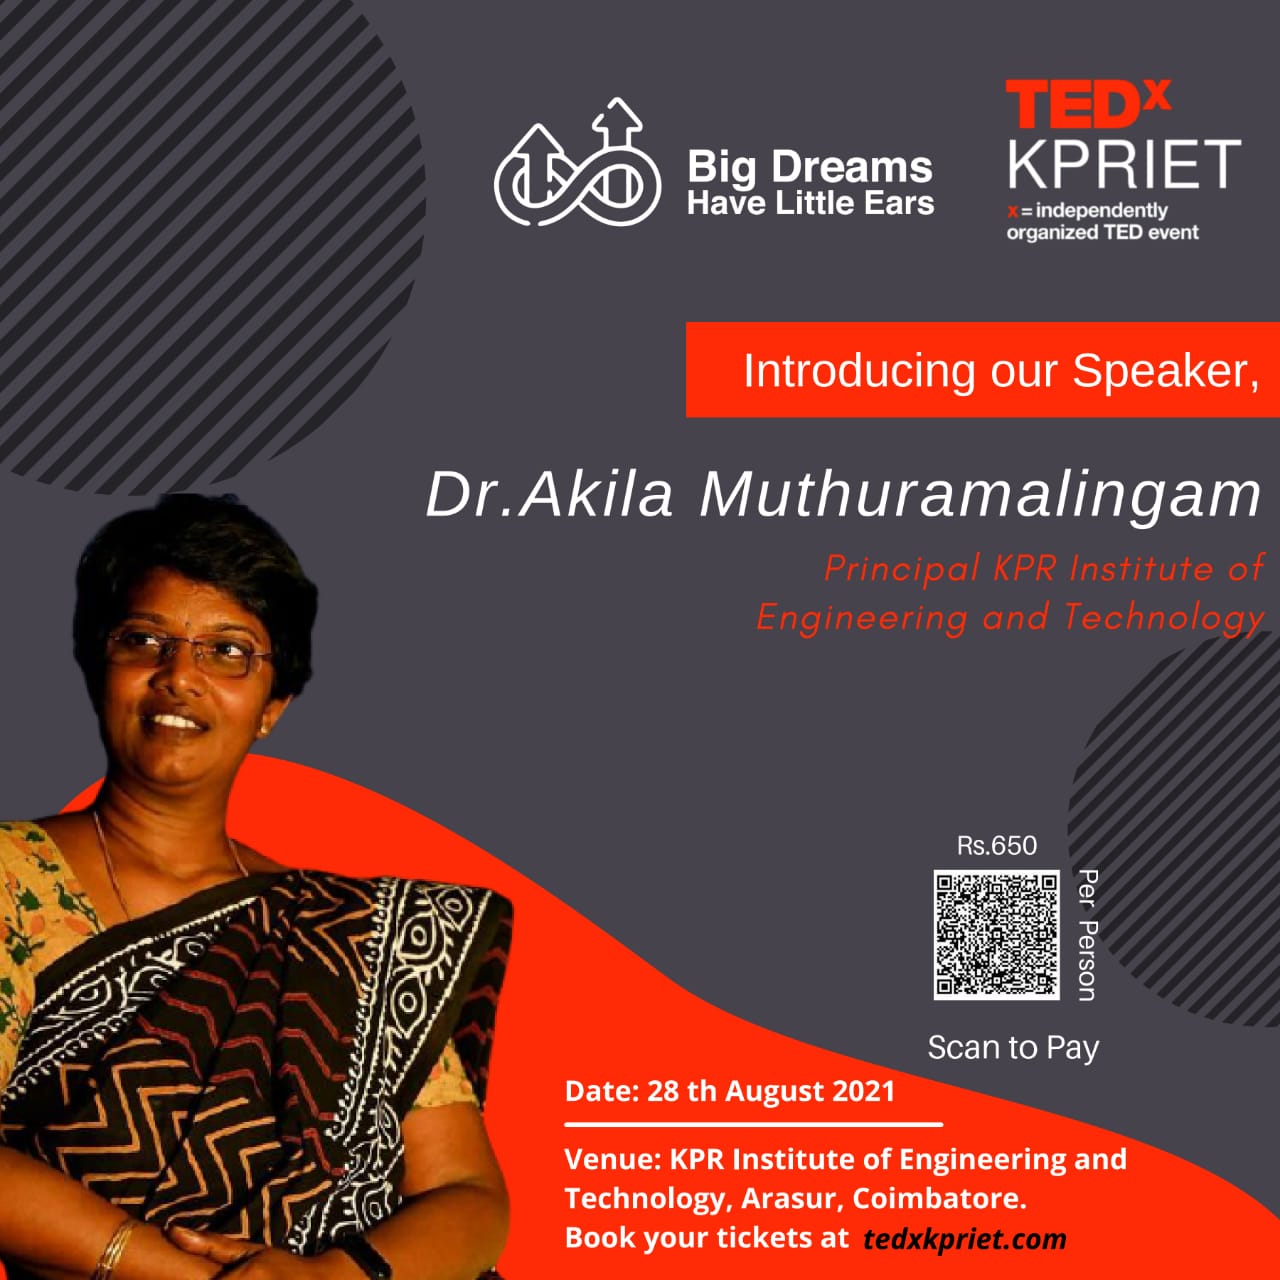 Big Dreams
Have Little Ears
TEDx
KPRIET
x = independently
organized TED event
Introducing our Speaker,
Dr.Akila Muthuramalingam
Principal KPR Institute of
Engineering and Technology
Rs.650
Per Person
Scan to Pay
Date: 28 th August 2021
Venue: KPR Institute of Engineering and
Technology, Arasur, Coimbatore.
Book your tickets at tedxkpriet.com